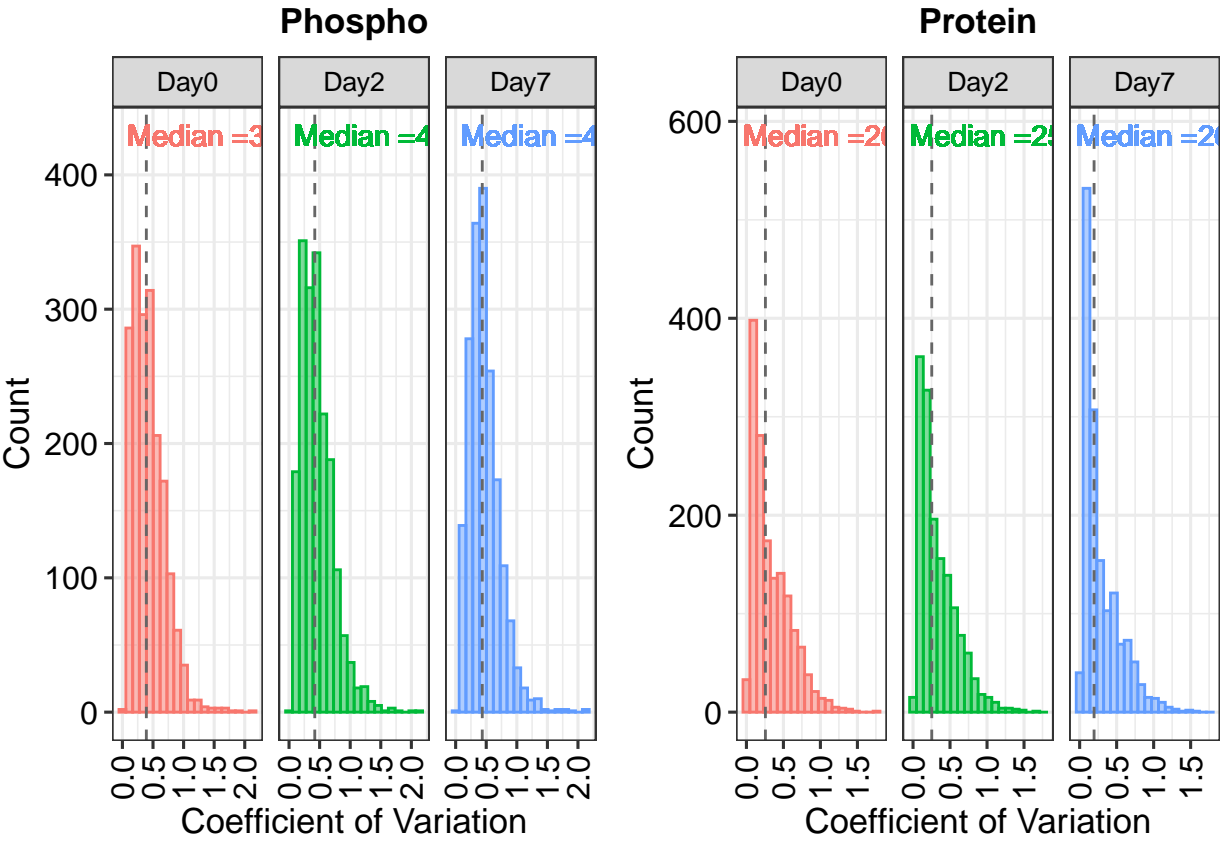 Phospho
Day0 Day2 Day7
Median =3 Median =4 Median =4
400
300
200
100
0
Count
0.0 0.5 1.0 1.5 2.0 0.0 0.5 1.0 1.5 2.0 0.0 0.5 1.0 1.5 2.0
Coefficient of Variation
Protein
Day0 Day2 Day7
Median =26 Median =25 Median =20
600
400
200
0
Count
0.0 0.5 1.0 1.5 0.0 0.5 1.0 1.5 0.0 0.5 1.0 1.5
Coefficient of Variation